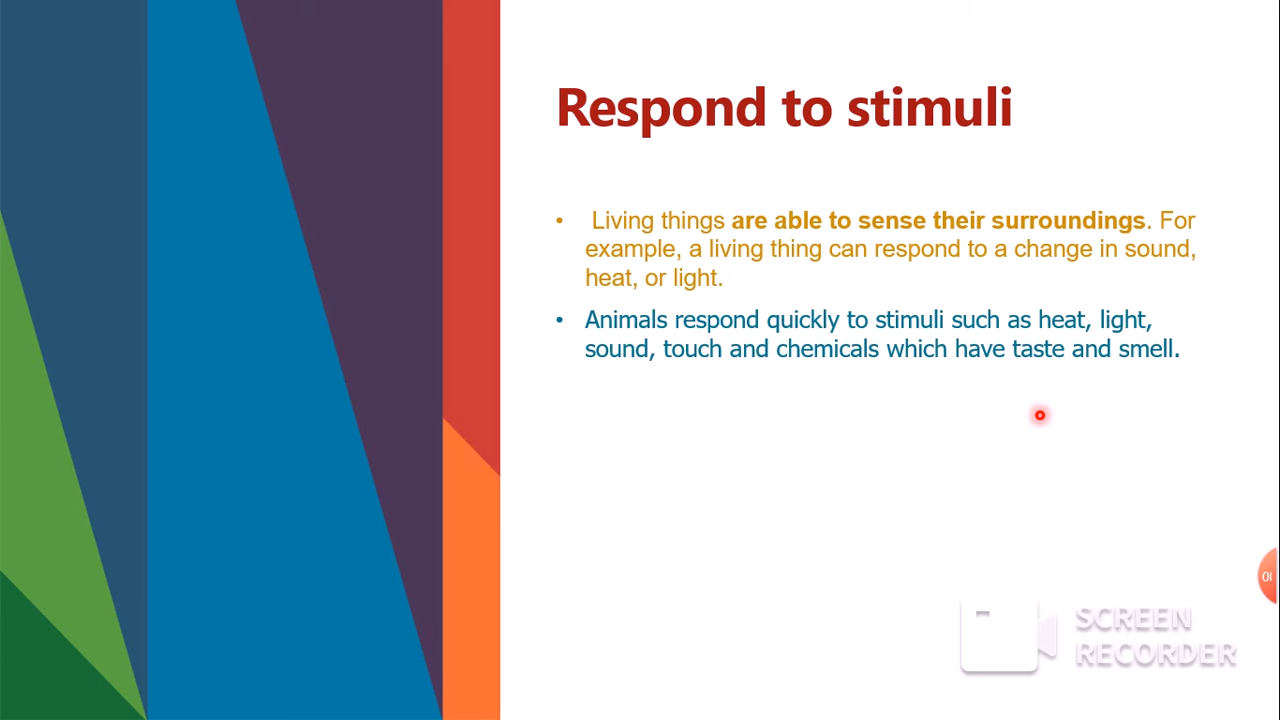 Respond to stimuli
• Living things are able to sense their surroundings. For
example, a living thing can respond to a change in sound,
heat, or light.
• Animals respond quickly to stimuli such as heat, light,
sound, touch and chemicals which have taste and smell.
SCREEN
RECORDER